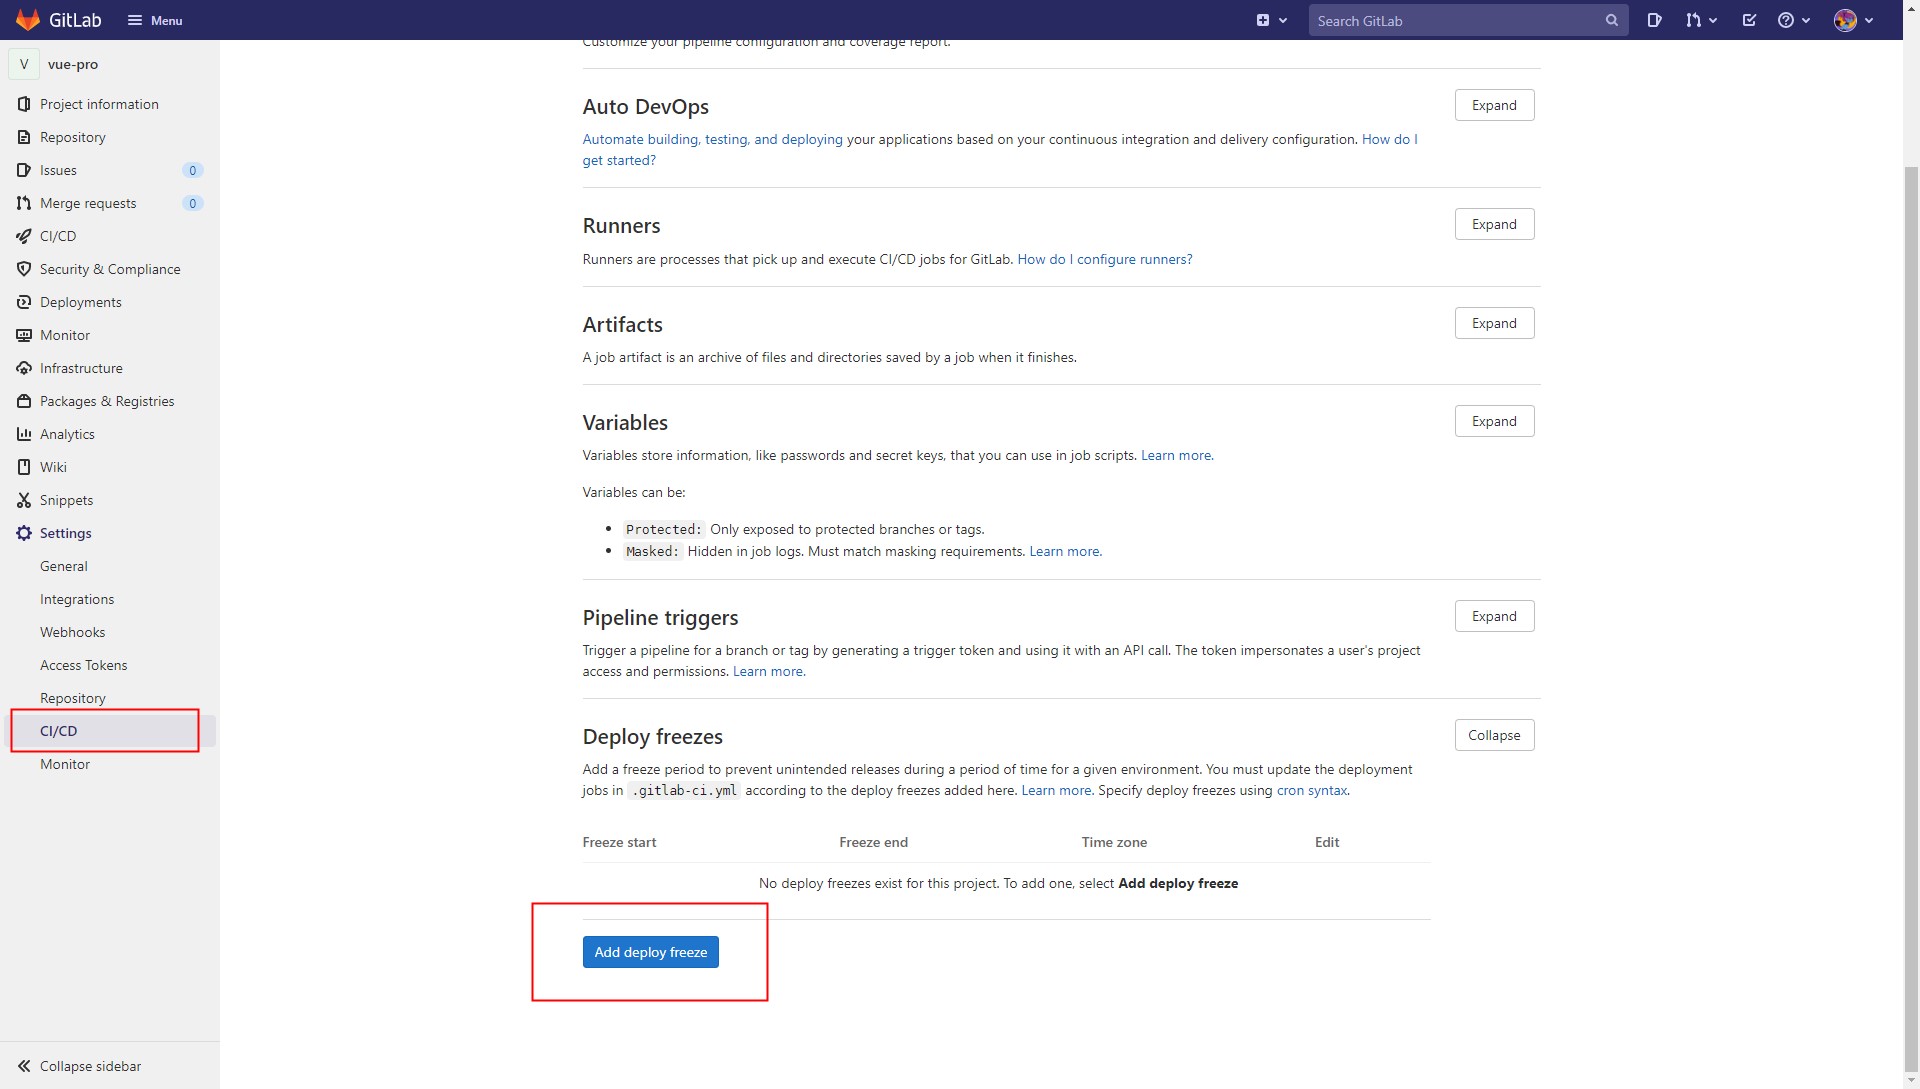 GitLab
Menu
Search GitLab
V
vue-pro
Project information
Repository
Issues
0
Merge requests
0
CI/CD
Security & Compliance
Deployments
Monitor
Infrastructure
Packages & Registries
Analytics
Wiki
Snippets
Settings
General
Integrations
Webhooks
Access Tokens
Repository
CI/CD
Monitor
Collapse sidebar
Customize your pipeline configuration and coverage report.
Auto DevOps
Expand
Automate building, testing, and deploying your applications based on your continuous integration and delivery configuration. How do I
get started?
Runners
Expand
Runners are processes that pick up and execute CI/CD jobs for GitLab. How do I configure runners?
Artifacts
Expand
A job artifact is an archive of files and directories saved by a job when it finishes.
Variables
Expand
Variables store information, like passwords and secret keys, that you can use in job scripts. Learn more.
Variables can be:
• Protected: Only exposed to protected branches or tags.
• Masked: Hidden in job logs. Must match masking requirements. Learn more.
Pipeline triggers
Expand
Trigger a pipeline for a branch or tag by generating a trigger token and using it with an API call. The token impersonates a user's project
access and permissions. Learn more.
Deploy freezes
Collapse
Add a freeze period to prevent unintended releases during a period of time for a given environment. You must update the deployment
jobs in .gitlab-ci.yml according to the deploy freezes added here. Learn more. Specify deploy freezes using cron syntax.
Freeze start Freeze end Time zone Edit
No deploy freezes exist for this project. To add one, select Add deploy freeze
Add deploy freeze